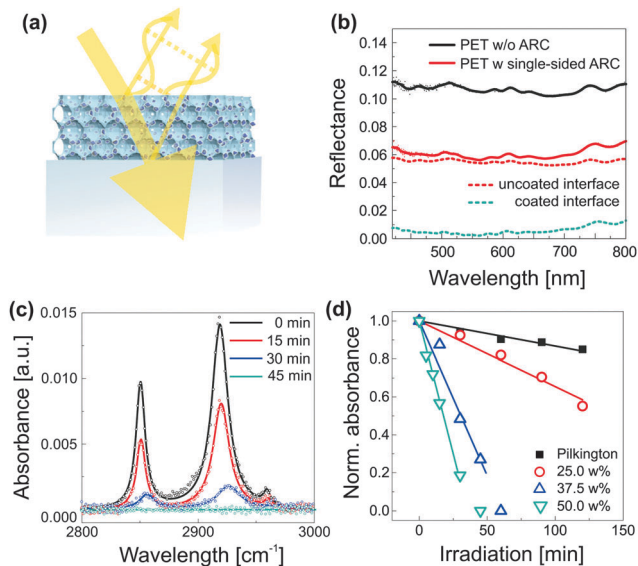 (a)
(b)
0.12
0.10
0.08
0.06
0.04
0.02
0.00
Reflectance
PET w/o ARC
PET w single-sided ARC
uncoated interface
coated interface
500
600
700
800
Wavelength [nm]
(c)
0.015
0.010
0.005
0.000
Absorbance [a.u.]
0 min
15 min
30 min
45 min
2800
2900
3000
Wavelength [cm⁻¹]
(d)
1.0
0.8
0.6
0.4
0.2
0.0
Norm. absorbance
Pilkington
25.0 w%
37.5 w%
50.0 w%
0
50
100
150
Irradiation [min]